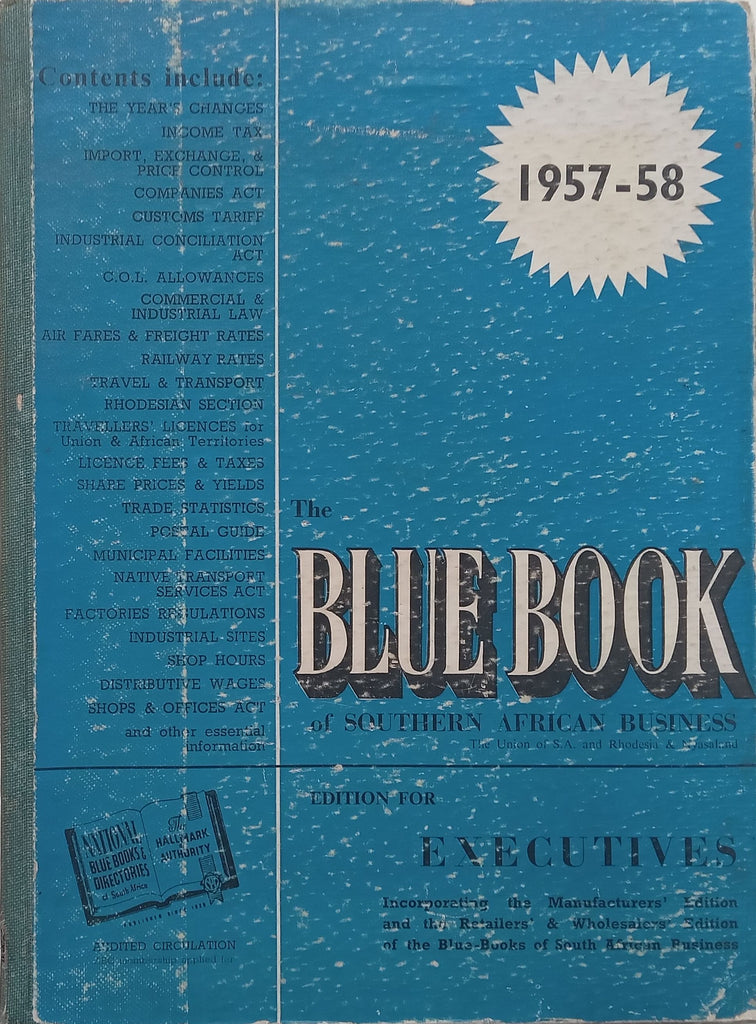 Contents include:
THE YEAR'S CHANGES
INCOME TAX
IMPORT, EXCHANGE, &
PRICE CONTROL
COMPANIES ACT
CUSTOMS TARIFF
INDUSTRIAL CONCILIATION
ACT
C.O.L. ALLOWANCES
COMMERCIAL &
INDUSTRIAL LAW
AIR FARES & FREIGHT RATES
RAILWAY RATES
TRAVEL & TRANSPORT
RHODESIAN SECTION
TRAVELLERS' LICENCES for
Union & African Territories
LICENCE FEES & TAXES
SHARE PRICES & YIELDS
TRADE STATISTICS
POSTAL GUIDE
MUNICIPAL FACILITIES
NATIVE TRANSPORT
SERVICES ACT
FACTORIES REGULATIONS
INDUSTRIAL SITES
SHOP HOURS
DISTRIBUTIVE WAGES
SHOPS & OFFICES ACT
and other essential
information
1957-58
The
BLUE BOOK
of SOUTHERN AFRICAN BUSINESS
The Union of S.A. and Rhodesia & Nyasaland
EDITION FOR
EXECUTIVES
Incorporating the Manufacturers' Edition
and the Retailers' & Wholesalers' Edition
of the Blue-Books of South African Business
NATIONAL
BLUE BOOKS &
DIRECTORIES
of South Africa
The
HALLMARK
of
AUTHORITY
PUBLISHED SINCE
AUDITED CIRCULATION
membership applied for